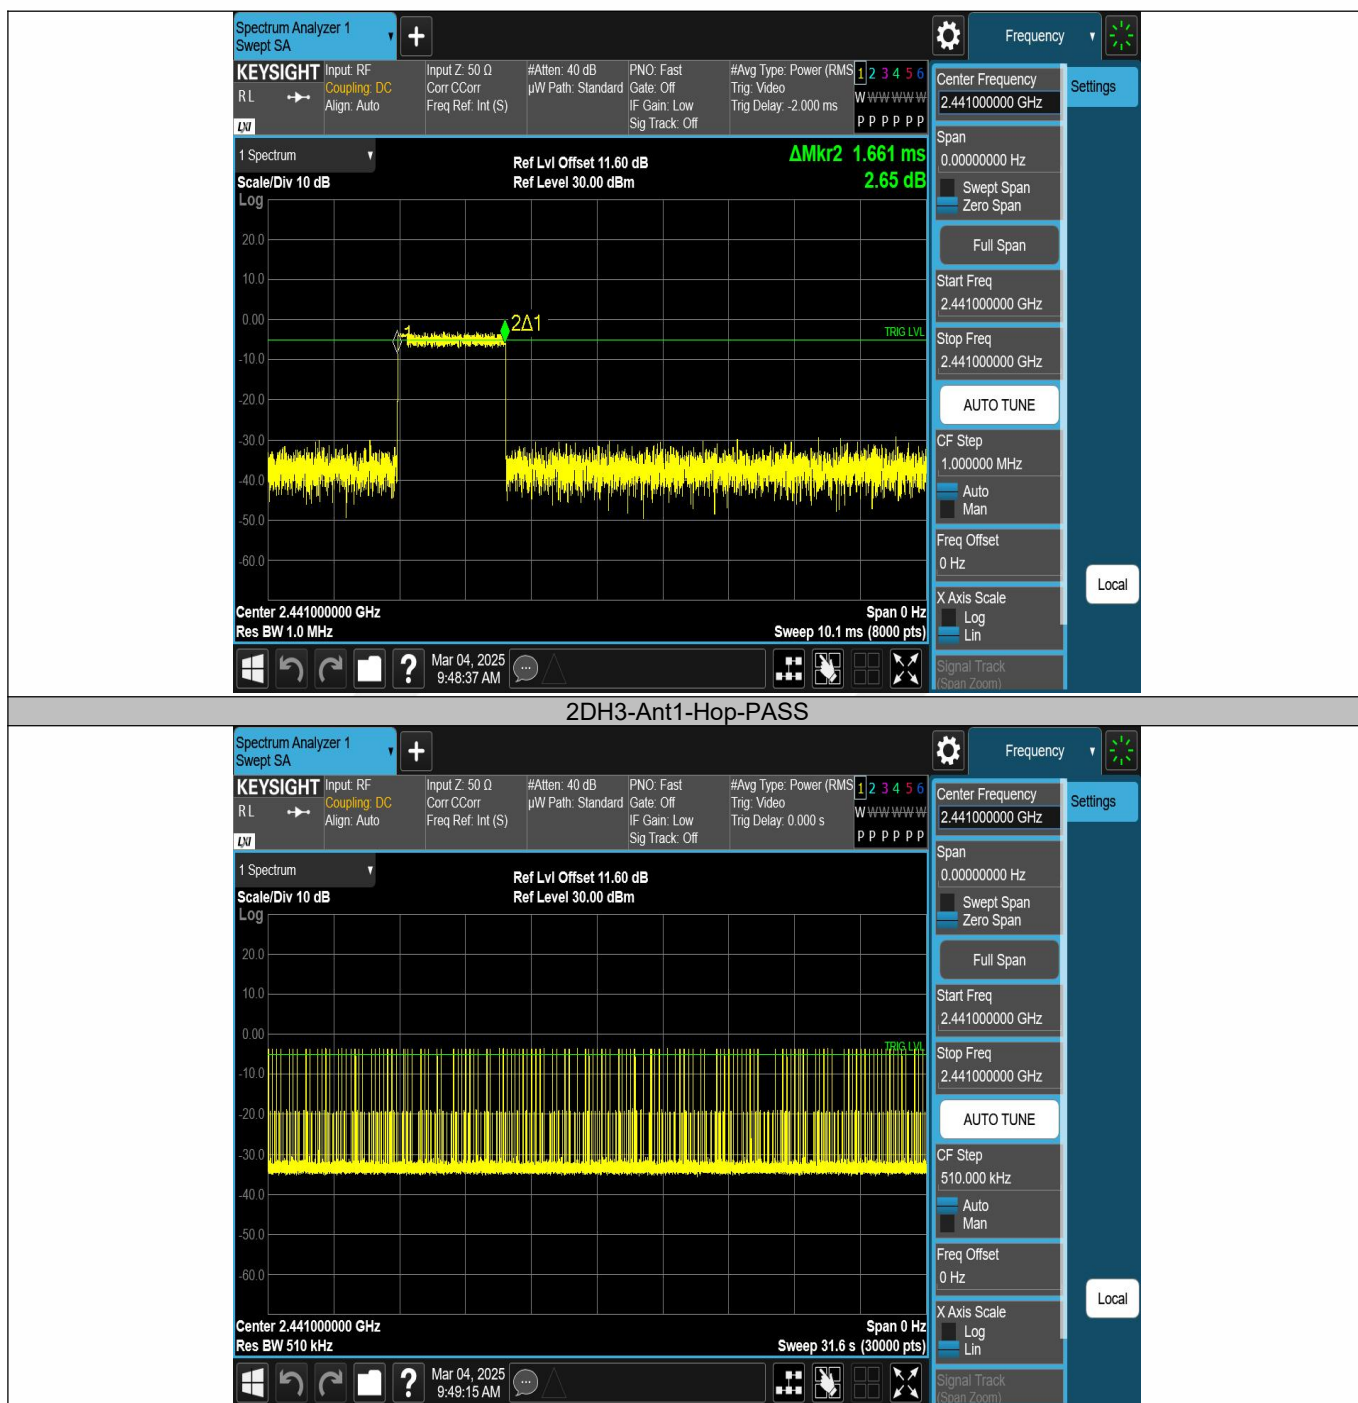 Spectrum Analyzer 1
Swept SA
Frequency
KEYSIGHT
RL
LXI
Input: RF
Coupling: DC
Align: Auto
Input Z: 50 Ω
Corr CCorr
Freq Ref: Int (S)
#Atten: 40 dB
µW Path: Standard
PNO: Fast
Gate: Off
IF Gain: Low
Sig Track: Off
#Avg Type: Power (RMS
Trig: Video
Trig Delay: -2.000 ms
1 2 3 4 5 6
W W W W W W
P P P P P P
1 Spectrum
Scale/Div 10 dB
Log
Ref Lvl Offset 11.60 dB
Ref Level 30.00 dBm
ΔMkr2 1.661 ms
2.65 dB
20.0
10.0
0.00
-10.0
-20.0
-30.0
-40.0
-50.0
-60.0
1
2Δ1
TRIG LVL
Center 2.441000000 GHz
Res BW 1.0 MHz
Span 0 Hz
Sweep 10.1 ms (8000 pts)
Mar 04, 2025
9:48:37 AM
Center Frequency
2.441000000 GHz
Settings
Span
0.00000000 Hz
Swept Span
Zero Span
Full Span
Start Freq
2.441000000 GHz
Stop Freq
2.441000000 GHz
AUTO TUNE
CF Step
1.000000 MHz
Auto
Man
Freq Offset
0 Hz
X Axis Scale
Log
Lin
Local
Signal Track
(Span Zoom)
2DH3-Ant1-Hop-PASS
Spectrum Analyzer 1
Swept SA
Frequency
KEYSIGHT
RL
LXI
Input: RF
Coupling: DC
Align: Auto
Input Z: 50 Ω
Corr CCorr
Freq Ref: Int (S)
#Atten: 40 dB
µW Path: Standard
PNO: Fast
Gate: Off
IF Gain: Low
Sig Track: Off
#Avg Type: Power (RMS
Trig: Video
Trig Delay: 0.000 s
1 2 3 4 5 6
W W W W W W
P P P P P P
1 Spectrum
Scale/Div 10 dB
Log
Ref Lvl Offset 11.60 dB
Ref Level 30.00 dBm
20.0
10.0
0.00
-10.0
-20.0
-30.0
-40.0
-50.0
-60.0
TRIG LVL
Center 2.441000000 GHz
Res BW 510 kHz
Span 0 Hz
Sweep 31.6 s (30000 pts)
Mar 04, 2025
9:49:15 AM
Center Frequency
2.441000000 GHz
Settings
Span
0.00000000 Hz
Swept Span
Zero Span
Full Span
Start Freq
2.441000000 GHz
Stop Freq
2.441000000 GHz
AUTO TUNE
CF Step
510.000 kHz
Auto
Man
Freq Offset
0 Hz
X Axis Scale
Log
Lin
Local
Signal Track
(Span Zoom)